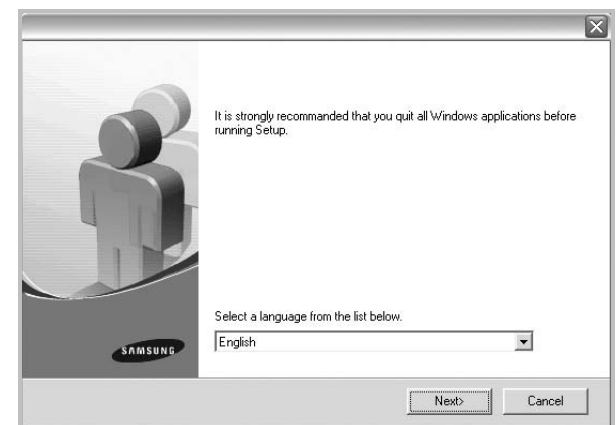 It is strongly recommanded that you quit all Windows applications before
running Setup.
Select a language from the list below.
English
SAMSUNG
Next>
Cancel